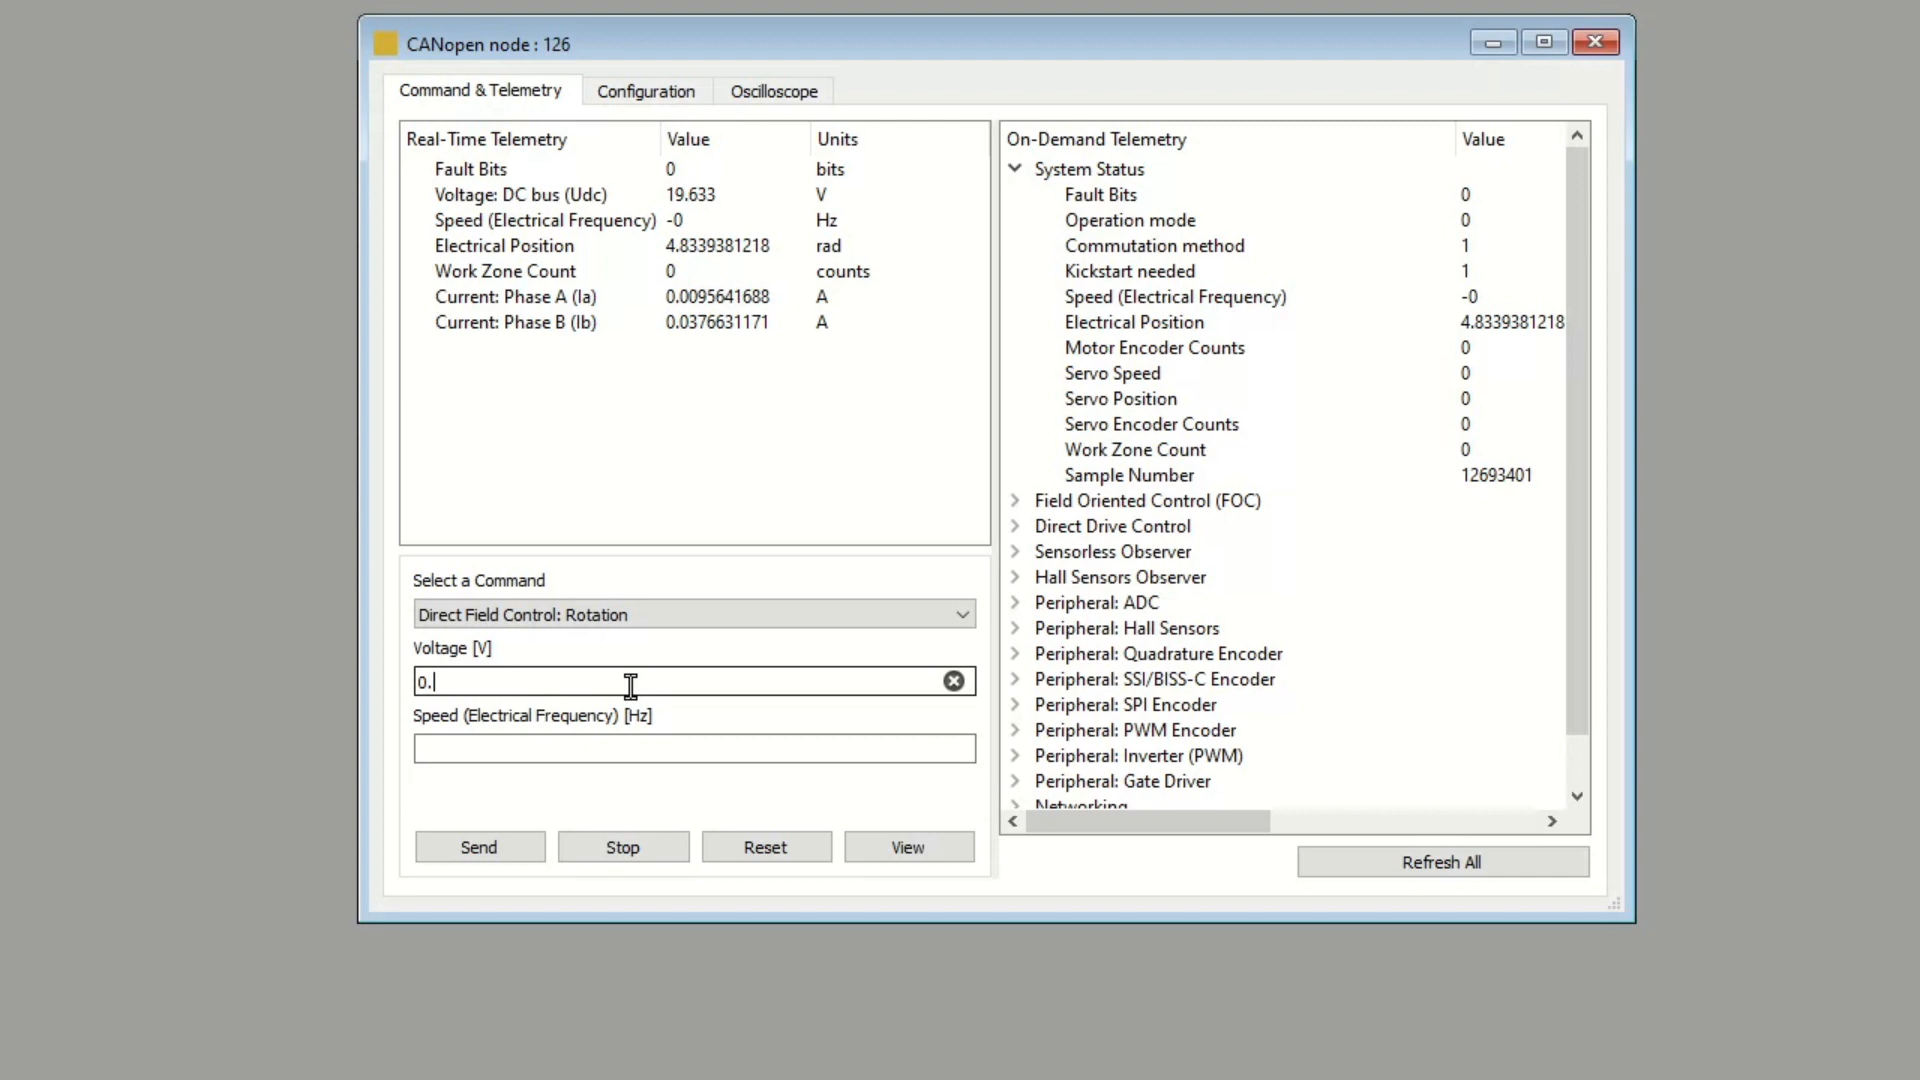 CANopen node : 126
Command & Telemetry Configuration Oscilloscope
Real-Time Telemetry Value Units
Fault Bits 0 bits
Voltage: DC bus (Udc) 19.633 V
Speed (Electrical Frequency) -0 Hz
Electrical Position 4.8339381218 rad
Work Zone Count 0 counts
Current: Phase A (Ia) 0.0095641688 A
Current: Phase B (Ib) 0.0376631171 A
Select a Command
Direct Field Control: Rotation
Voltage [V]
0.
Speed (Electrical Frequency) [Hz]
Send Stop Reset View
On-Demand Telemetry Value
System Status
Fault Bits 0
Operation mode 0
Commutation method 1
Kickstart needed 1
Speed (Electrical Frequency) -0
Electrical Position 4.8339381218
Motor Encoder Counts 0
Servo Speed 0
Servo Position 0
Servo Encoder Counts 0
Work Zone Count 0
Sample Number 12693401
Field Oriented Control (FOC)
Direct Drive Control
Sensorless Observer
Hall Sensors Observer
Peripheral: ADC
Peripheral: Hall Sensors
Peripheral: Quadrature Encoder
Peripheral: SSI/BISS-C Encoder
Peripheral: SPI Encoder
Peripheral: PWM Encoder
Peripheral: Inverter (PWM)
Peripheral: Gate Driver
Networking
Refresh All